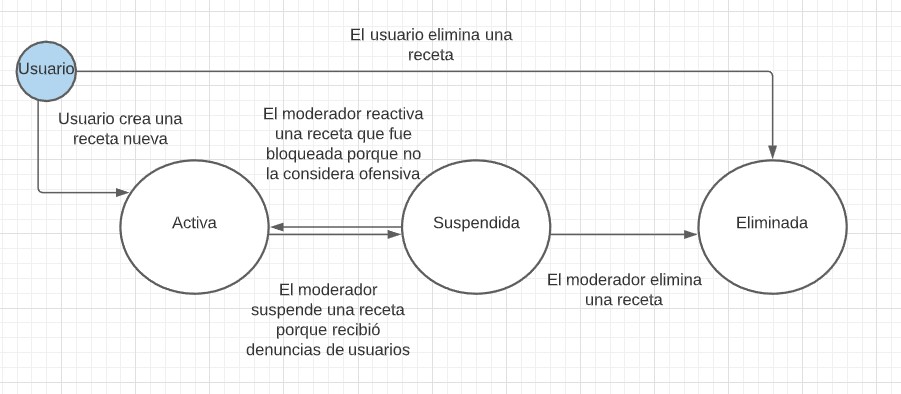 El usuario elimina una
receta
Usuario
Usuario crea una
receta nueva
El moderador reactiva
una receta que fue
bloqueada porque no
la considera ofensiva
Activa
Suspendida
Eliminada
El moderador
suspende una receta
porque recibió
denuncias de usuarios
El moderador elimina
una receta